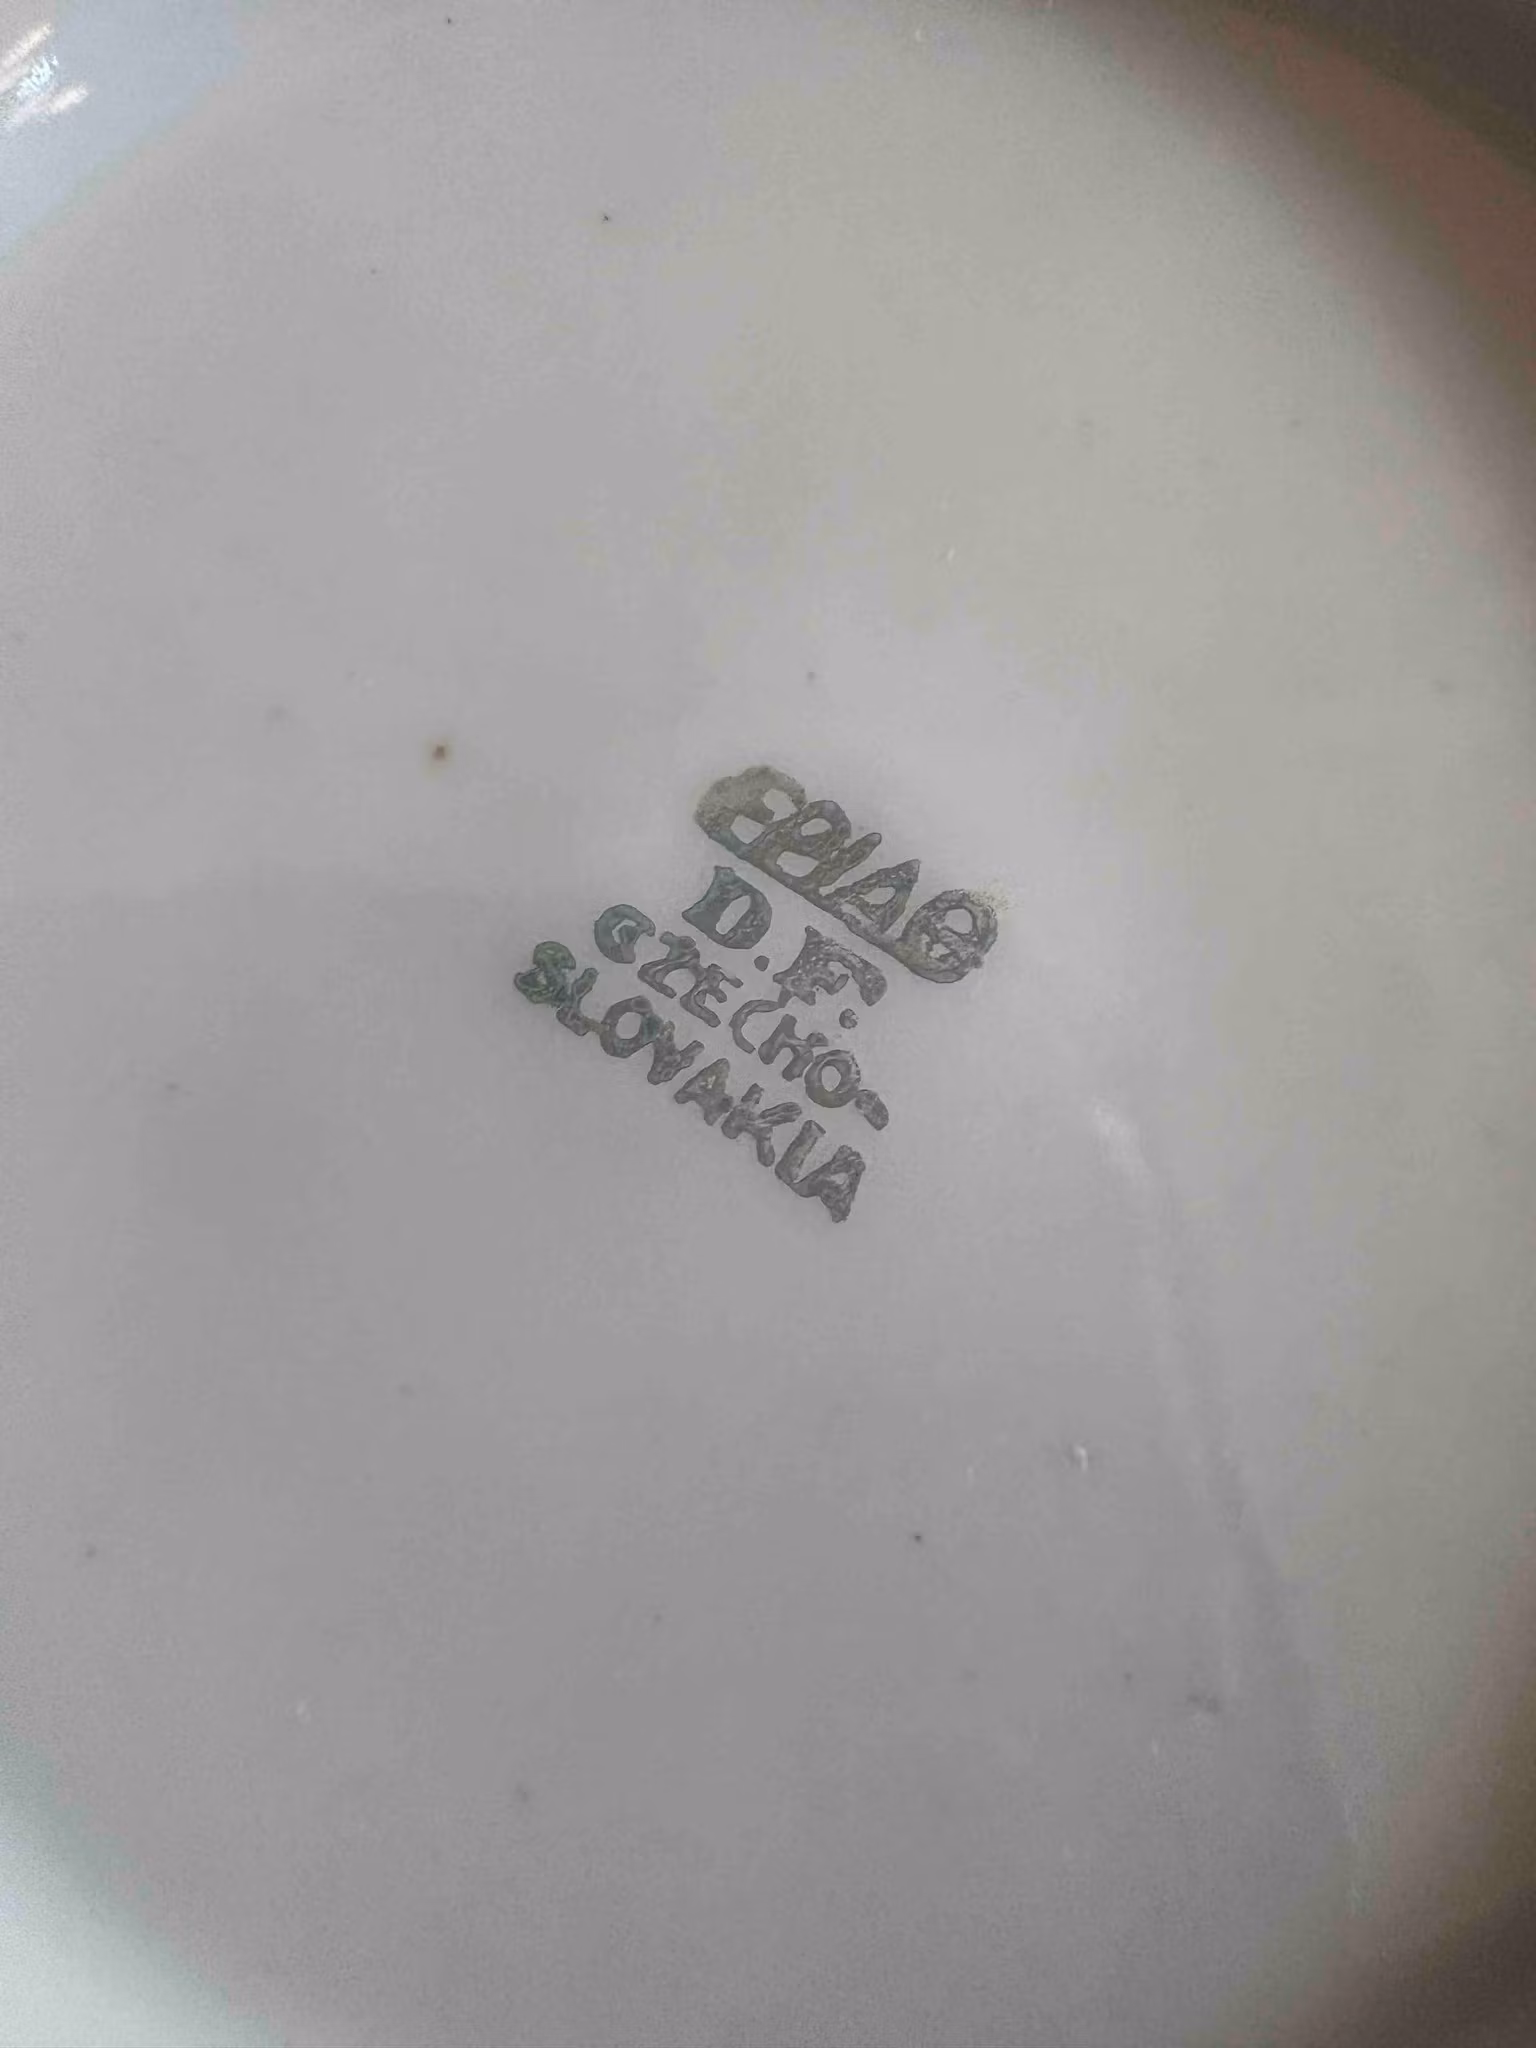 EPIAG
D.F.
CZECHO-
SLOVAKIA